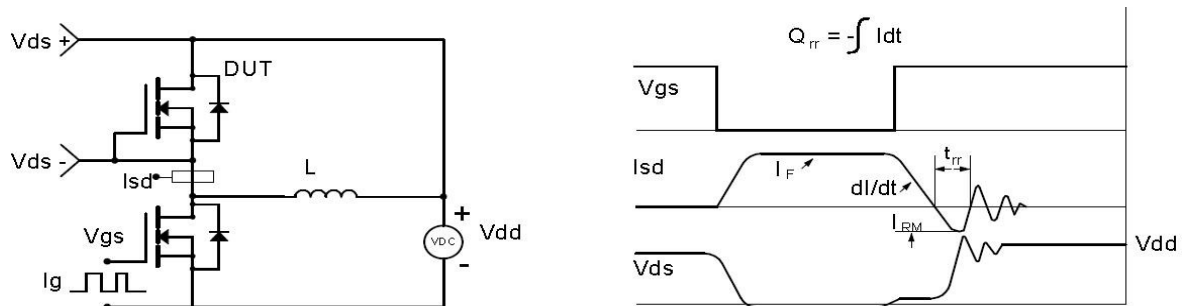 Vds +
DUT
Vds -
Isd
L
Vgs
Ig
+
VDC
-
Vdd
Q rr = -∫ Idt
Vgs
Isd
I F
dI/dt
t rr
I RM
Vds
Vdd